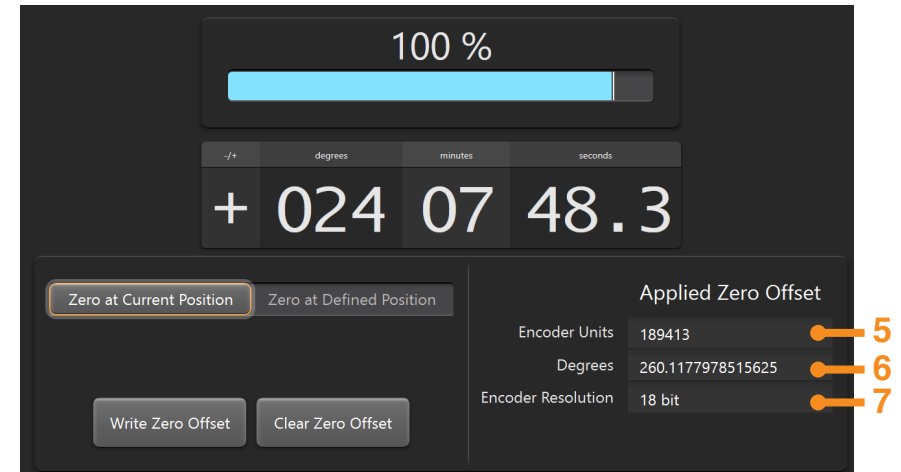 100 %
-/+ degrees minutes seconds
+ 024 07 48.3
Zero at Current Position Zero at Defined Position
Applied Zero Offset
Encoder Units 189413 5
Degrees 260.1177978515625 6
Encoder Resolution 18 bit 7
Write Zero Offset Clear Zero Offset